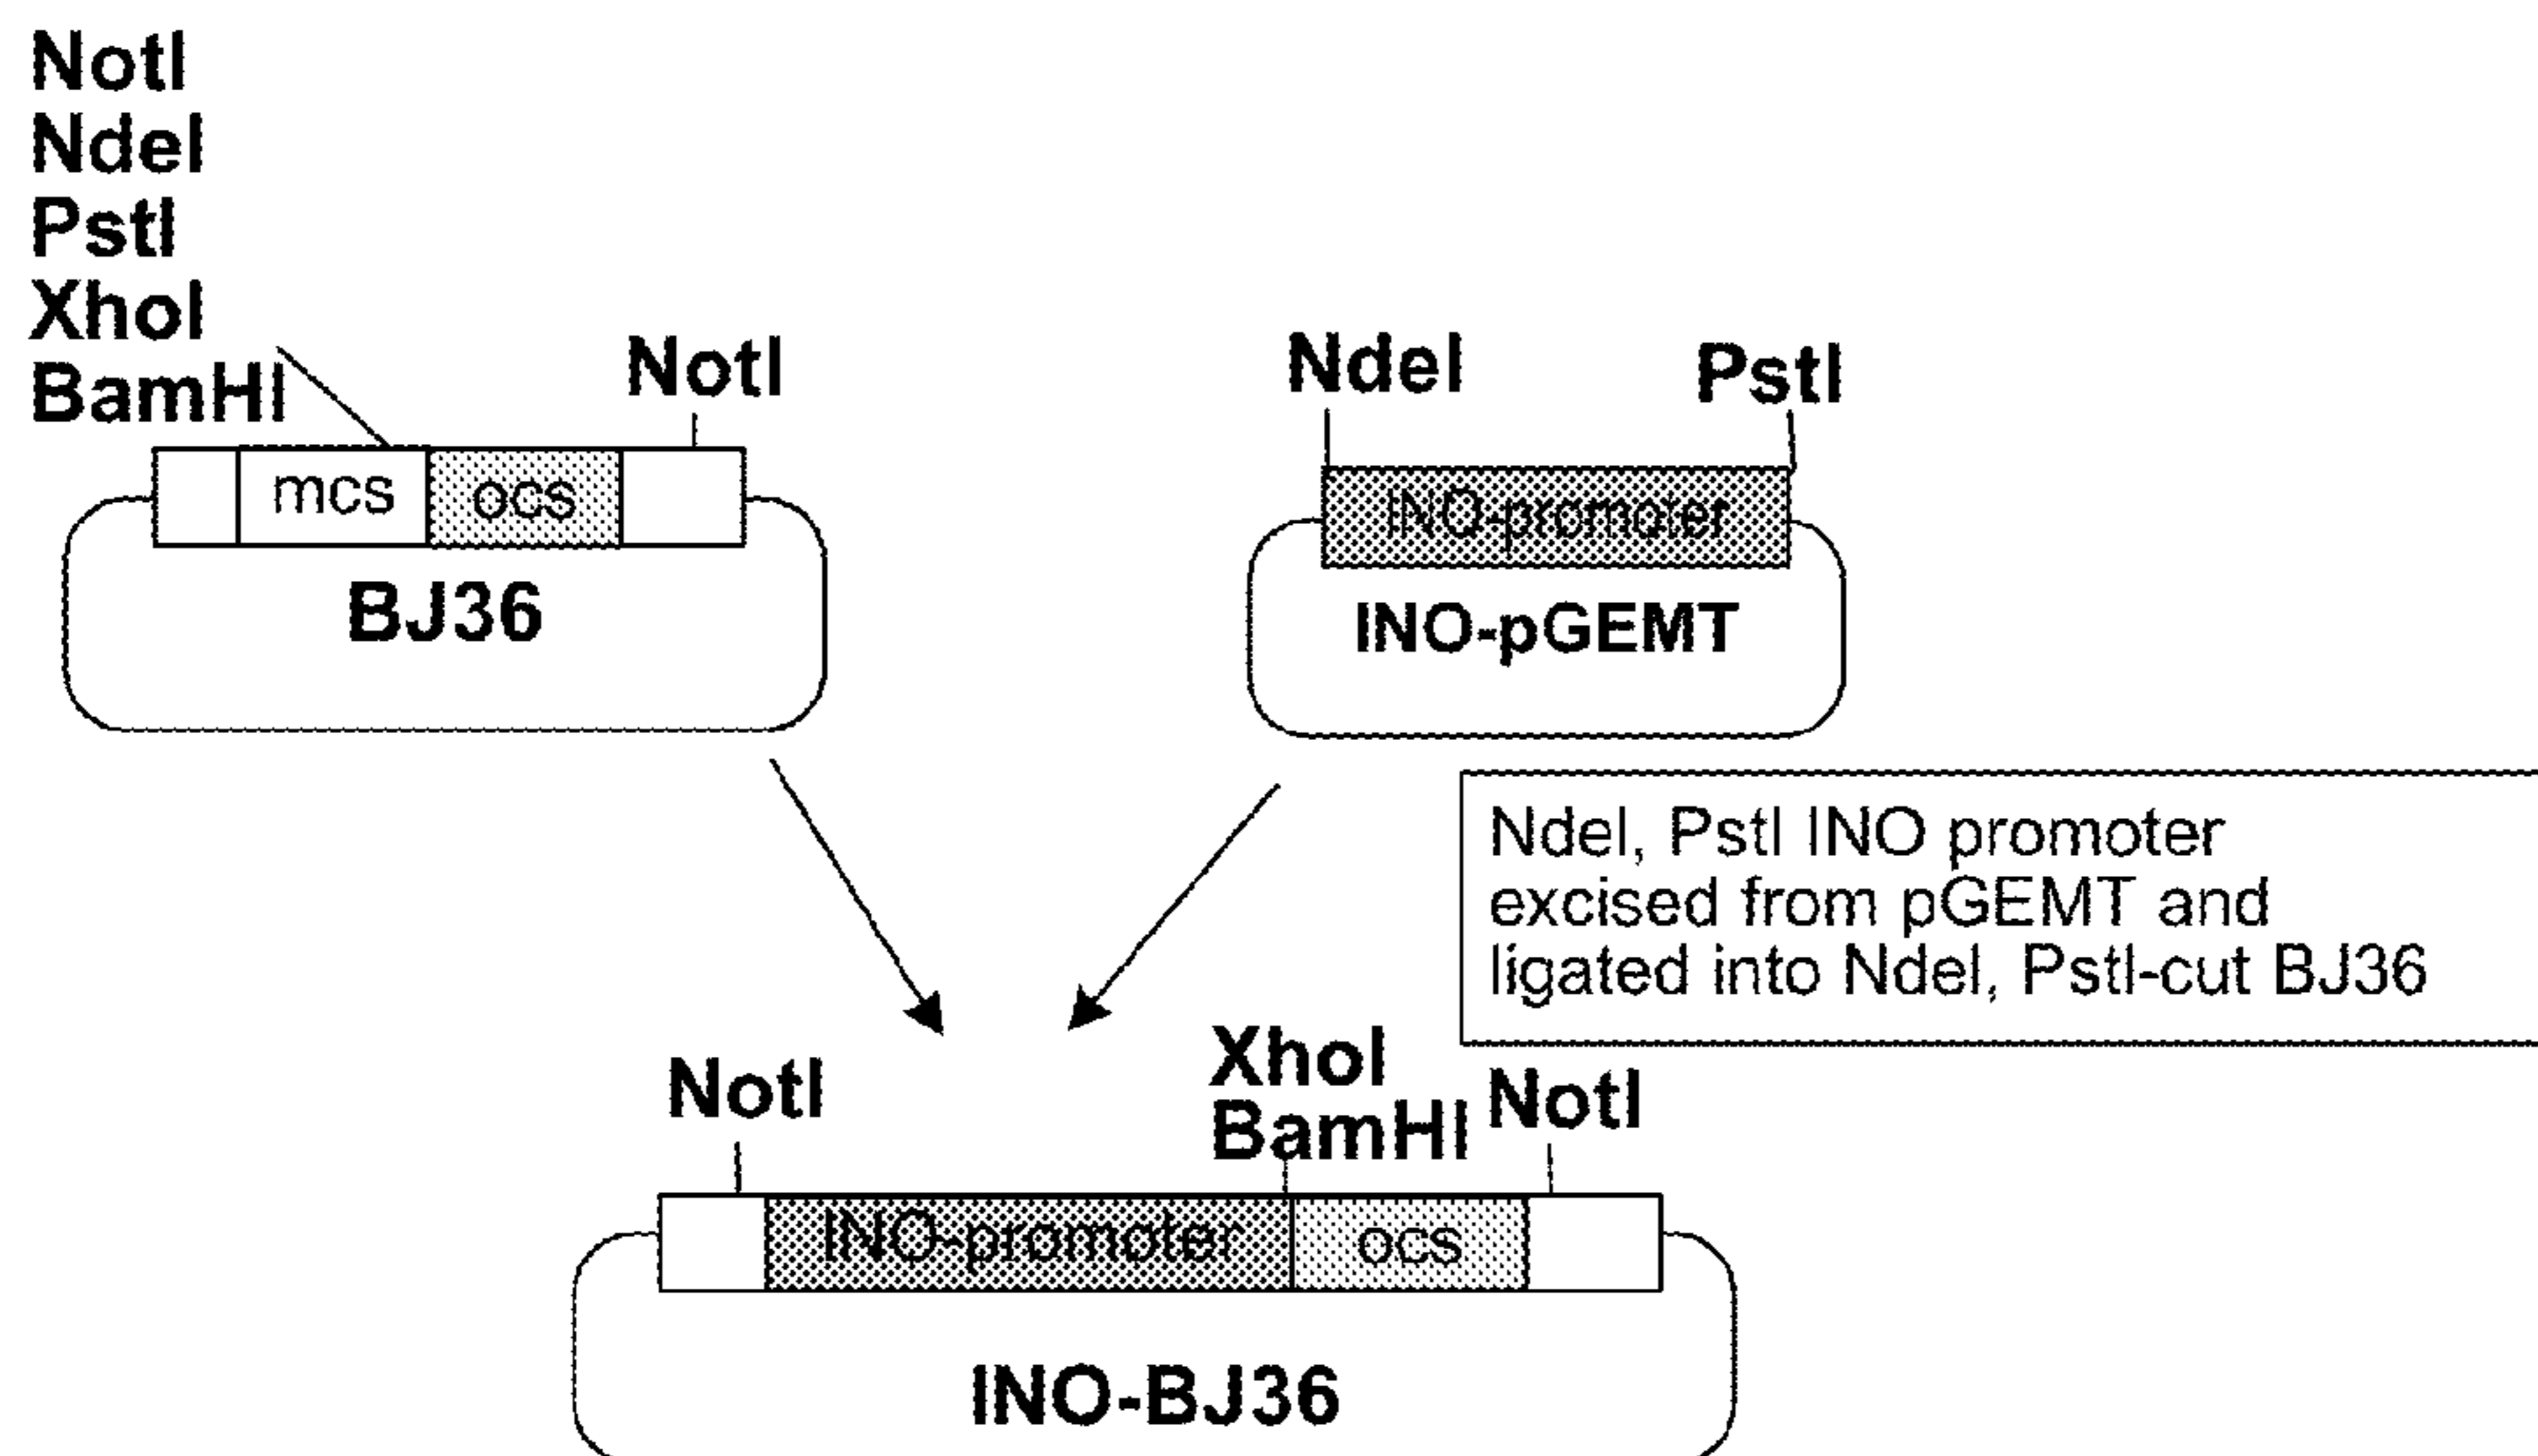 NotI
NdeI
PstI
XhoI
BamHI
NotI
mcs
ocs
BJ36
NdeI
PstI
INO-promoter
INO-pGEMT
NdeI, PstI INO promoter
excised from pGEMT and
ligated into NdeI, PstI-cut BJ36
NotI
XhoI
BamHI
NotI
INO-promoter
ocs
INO-BJ36